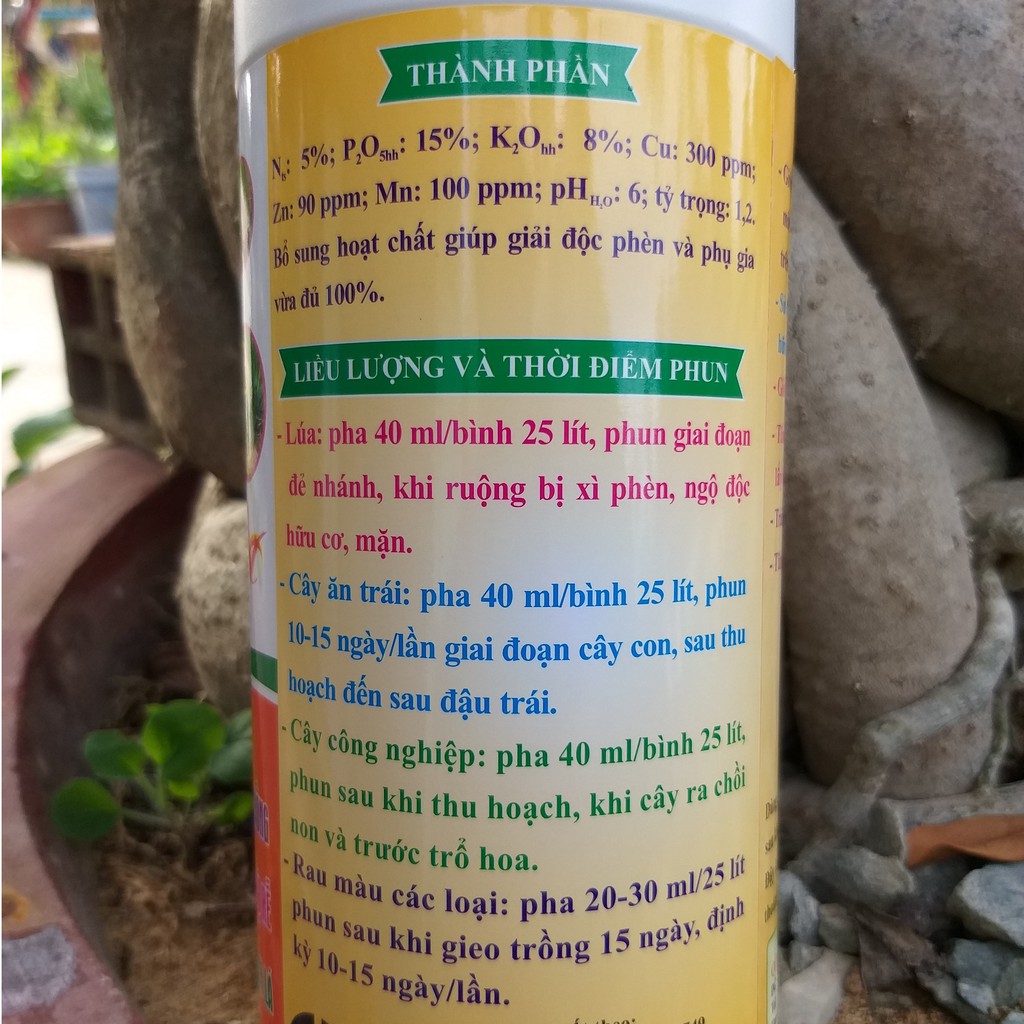 THÀNH PHẦN
Nts: 5%; P2O5hh: 15%; K2Ohh: 8%; Cu: 300 ppm;
Zn: 90 ppm; Mn: 100 ppm; pHH2O: 6; tỷ trọng: 1,2.
Bổ sung hoạt chất giúp giải độc phèn và phụ gia
vừa đủ 100%.
LIỀU LƯỢNG VÀ THỜI ĐIỂM PHUN
- Lúa: pha 40 ml/bình 25 lít, phun giai đoạn
đẻ nhánh, khi ruộng bị xì phèn, ngộ độc
hữu cơ, mặn.
- Cây ăn trái: pha 40 ml/bình 25 lít, phun
10-15 ngày/lần giai đoạn cây con, sau thu
hoạch đến sau đậu trái.
- Cây công nghiệp: pha 40 ml/bình 25 lít,
phun sau khi thu hoạch, khi cây ra chồi
non và trước trổ hoa.
- Rau màu các loại: pha 20-30 ml/25 lít
phun sau khi gieo trồng 15 ngày, định
kỳ 10-15 ngày/lần.